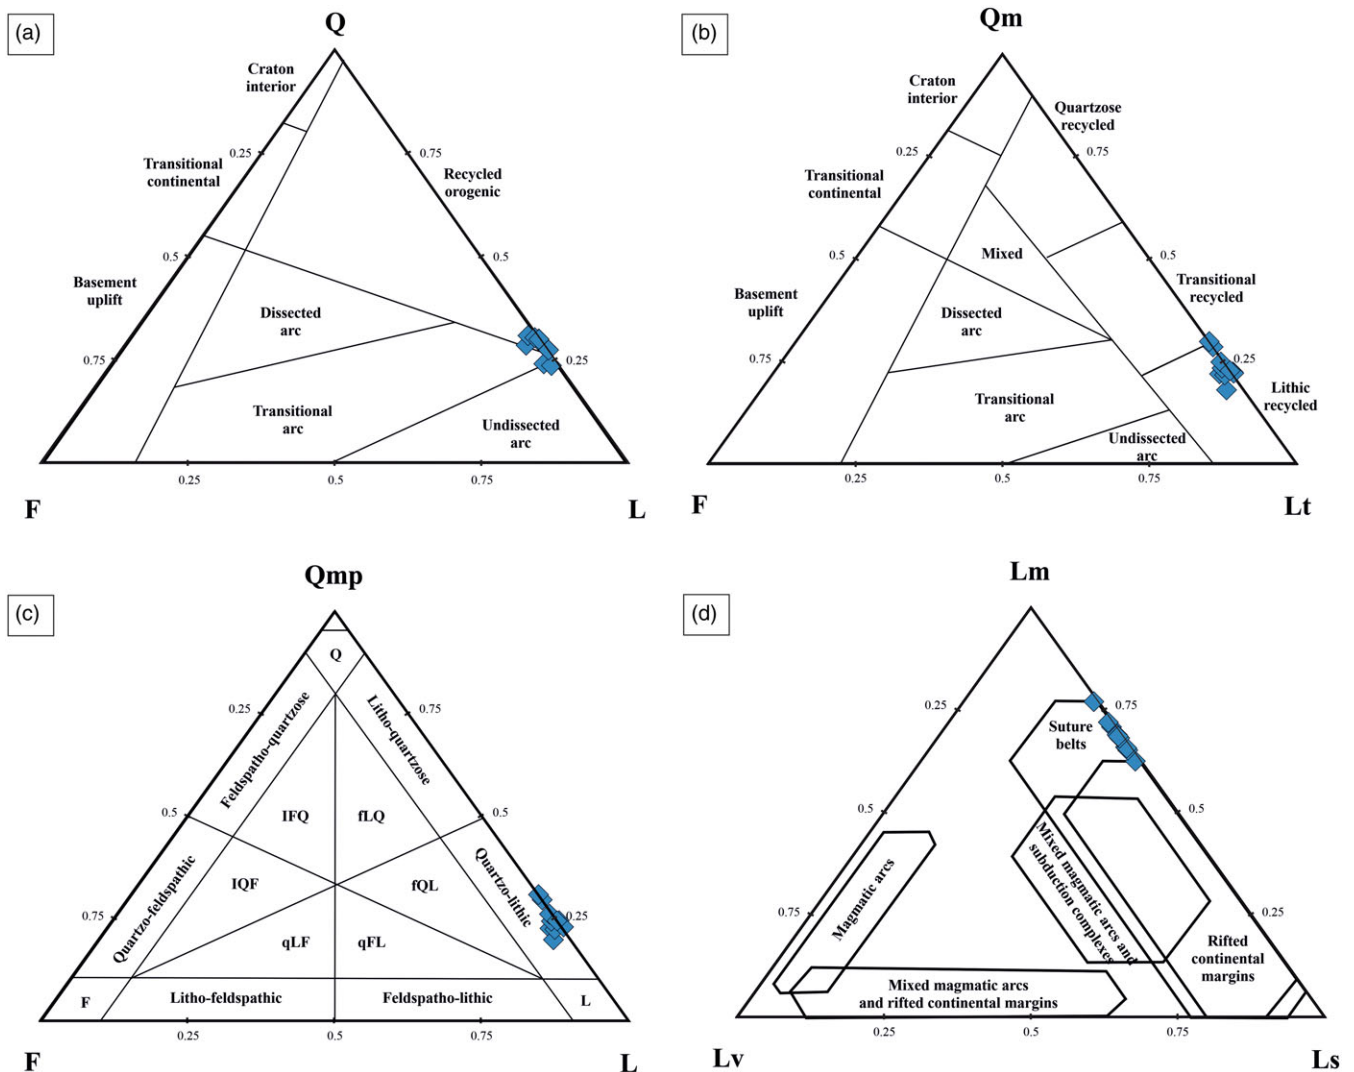 (a)
Q
Craton
interior
0.25
0.75
Transitional
continental
Recycled
orogenic
0.5
0.5
Basement
uplift
Dissected
arc
0.75
0.25
Transitional
arc
Undissected
arc
0.25
0.5
0.75
F
L
(b)
Qm
Craton
interior
Quartzose
recycled
0.25
0.75
Transitional
continental
Mixed
0.5
0.5
Transitional
recycled
Basement
uplift
Dissected
arc
0.75
0.25
Transitional
arc
Lithic
recycled
Undissected
arc
0.25
0.5
0.75
F
Lt
(c)
Qmp
Q
0.25
0.75
Feldspatho-quartzose
Litho-quartzose
0.5
0.5
lFQ
fLQ
Quartzo-feldspathic
Quartzo-lithic
lQF
fQL
0.75
0.25
qLF
qFL
F
Litho-feldspathic
Feldspatho-lithic
L
0.25
0.5
0.75
F
L
(d)
Lm
0.25
0.75
Suture
belts
0.5
0.5
Magmatic arcs
Mixed magmatic arcs and
subduction complexes
0.75
0.25
Rifted
continental
margins
Mixed magmatic arcs
and rifted continental margins
0.25
0.5
0.75
Lv
Ls